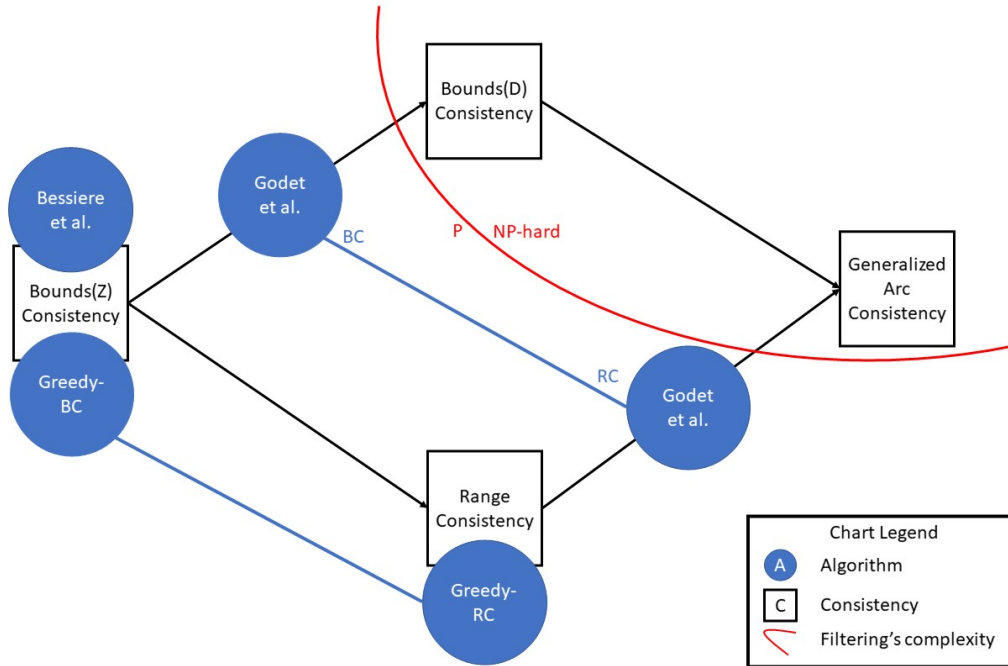 Bounds(D)
Consistency
Bessiere
et al.
Godet
et al.
BC
P
NP-hard
Bounds(Z)
Consistency
Generalized
Arc
Consistency
Greedy-
BC
RC
Godet
et al.
Range
Consistency
Greedy-
RC
Chart Legend
A Algorithm
C Consistency
Filtering's complexity